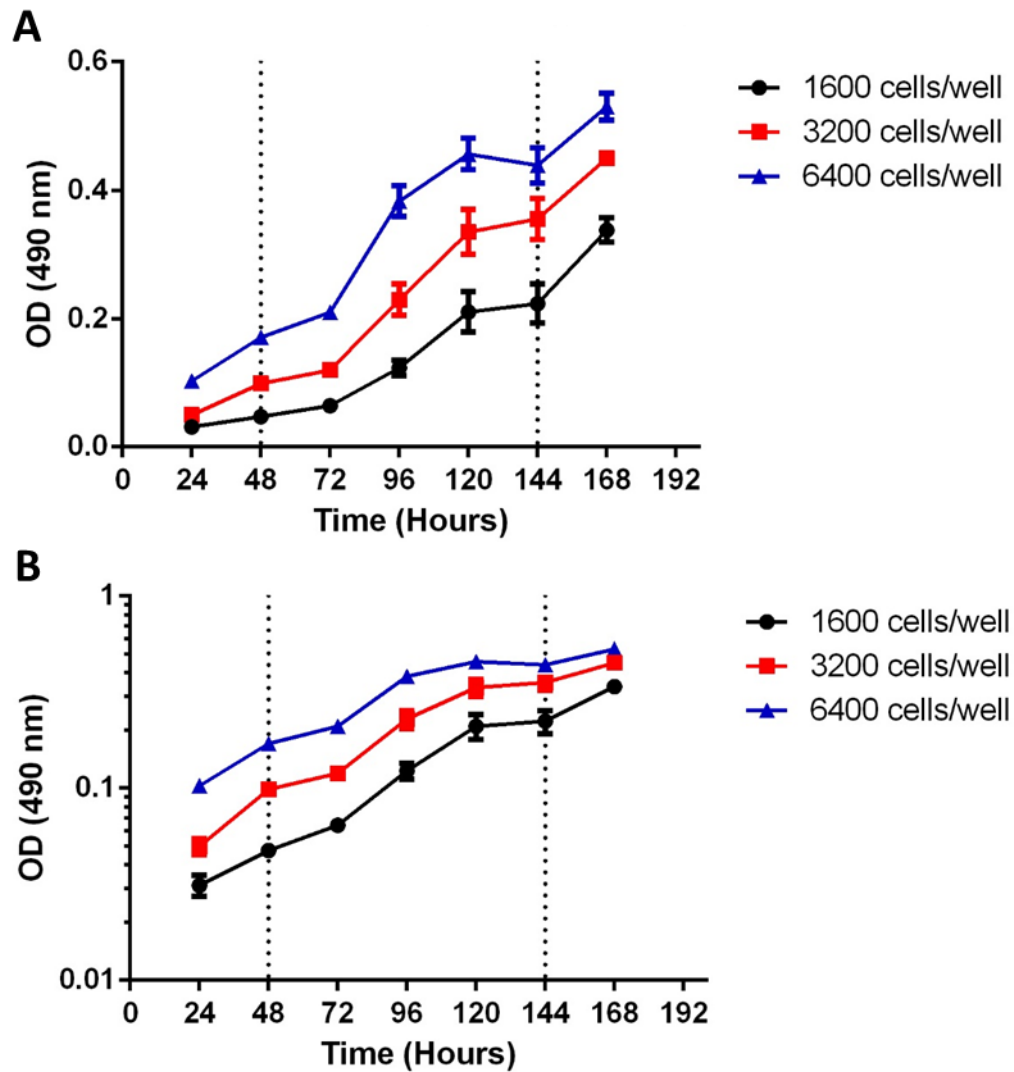 A
0.6
0.4
0.2
0.0
OD (490 nm)
0 24 48 72 96 120 144 168 192
Time (Hours)
1600 cells/well
3200 cells/well
6400 cells/well
B
1
0.1
0.01
OD (490 nm)
0 24 48 72 96 120 144 168 192
Time (Hours)
1600 cells/well
3200 cells/well
6400 cells/well